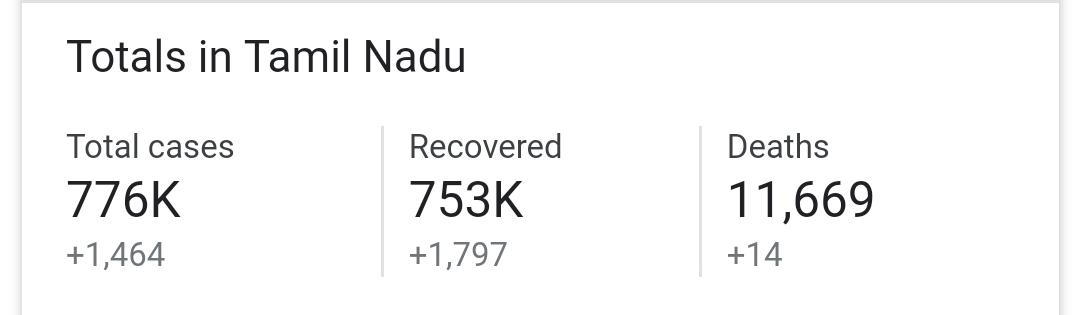 Totals in Tamil Nadu
Total cases
776K
+1,464
Recovered
753K
+1,797
Deaths
11,669
+14